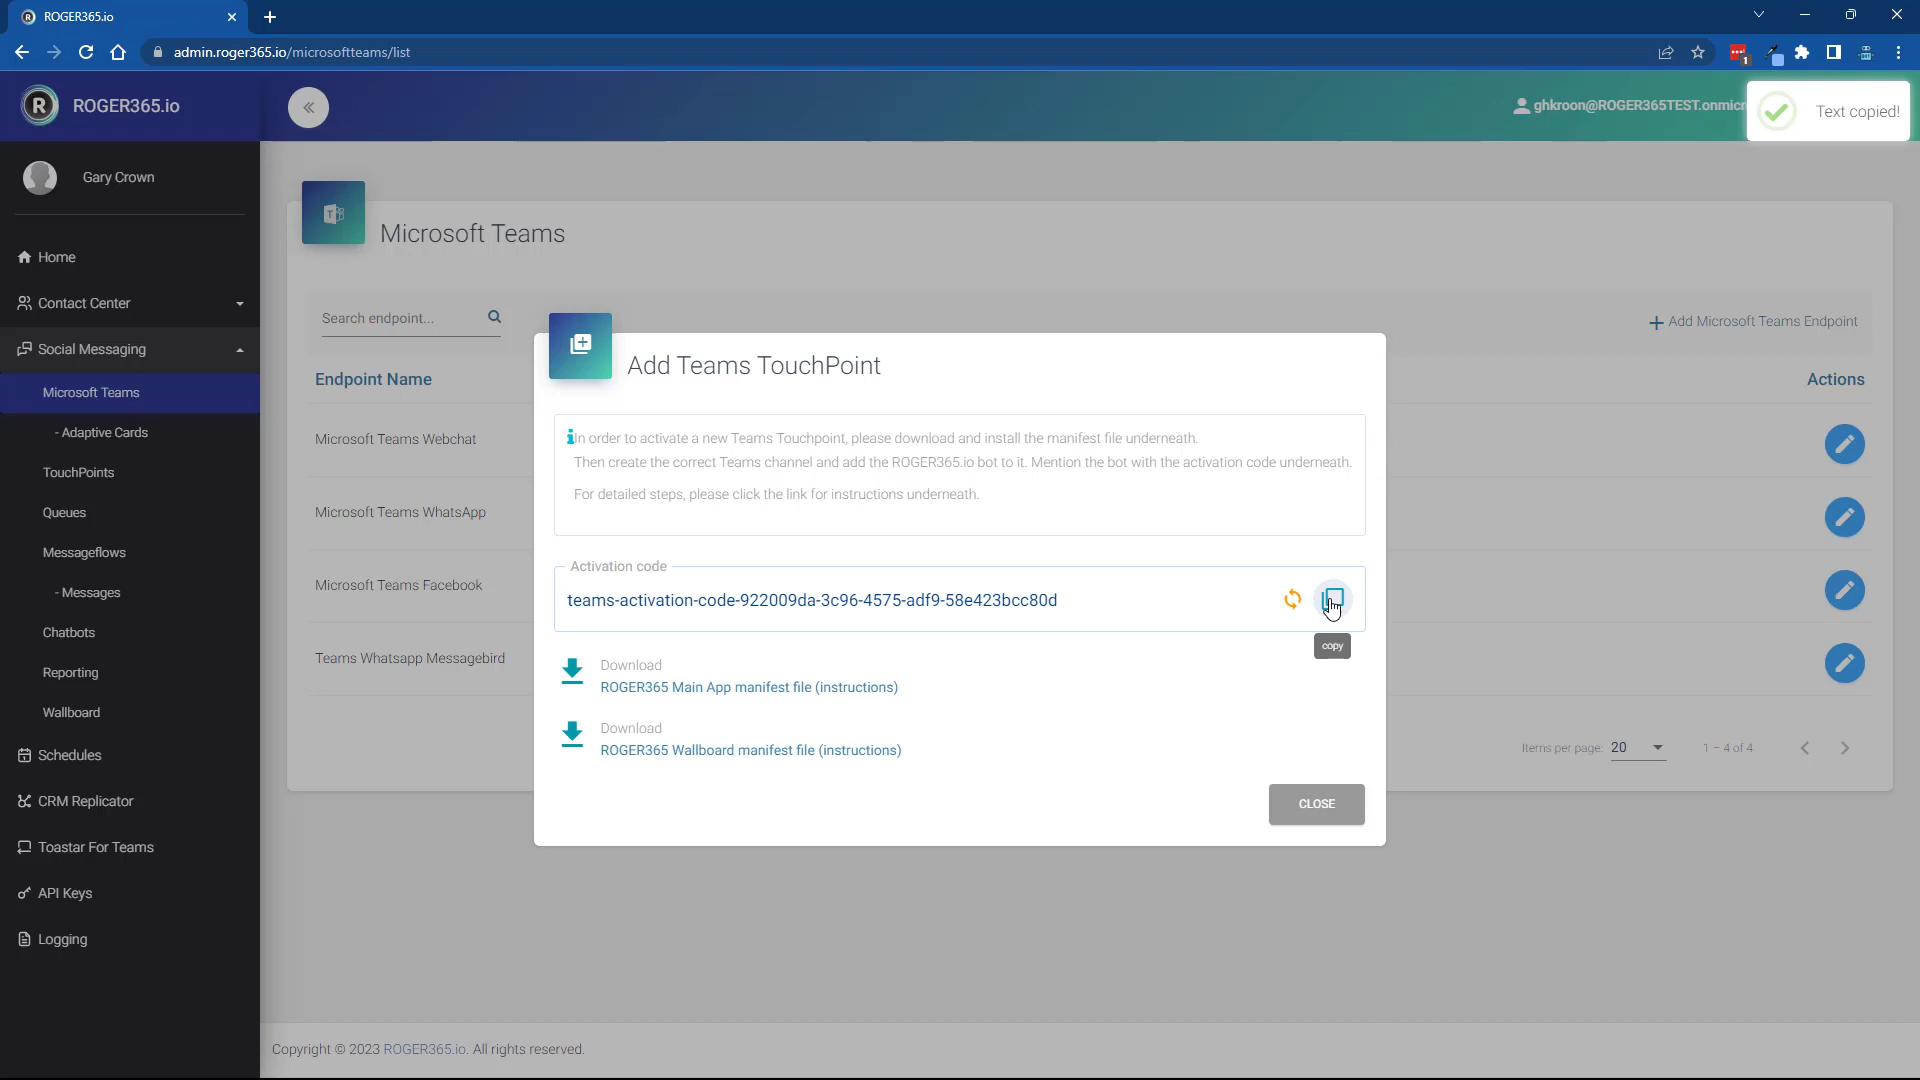 ROGER365.io
admin.roger365.io/microsoftteams/list
1
R
ROGER365.io
ghkroon@ROGER365TEST.onmicr
Text copied!
Gary Crown
Home
Contact Center
Social Messaging
Microsoft Teams
- Adaptive Cards
TouchPoints
Queues
Messageflows
- Messages
Chatbots
Reporting
Wallboard
Schedules
CRM Replicator
Toastar For Teams
API Keys
Logging
Microsoft Teams
Search endpoint...
Add Microsoft Teams Endpoint
Endpoint Name
Actions
Microsoft Teams Webchat
Microsoft Teams WhatsApp
Microsoft Teams Facebook
Teams Whatsapp Messagebird
Items per page: 20
1 – 4 of 4
Add Teams TouchPoint
In order to activate a new Teams Touchpoint, please download and install the manifest file underneath.
Then create the correct Teams channel and add the ROGER365.io bot to it. Mention the bot with the activation code underneath.
For detailed steps, please click the link for instructions underneath.
Activation code
teams-activation-code-922009da-3c96-4575-adf9-58e423bcc80d
copy
Download
ROGER365 Main App manifest file (instructions)
Download
ROGER365 Wallboard manifest file (instructions)
CLOSE
Copyright © 2023 ROGER365.io. All rights reserved.